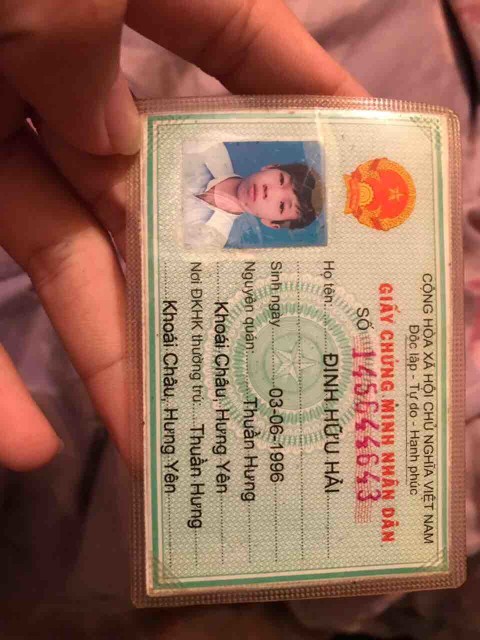 CỘNG HÒA XÃ HỘI CHỦ NGHĨA VIỆT NAM
Độc lập - Tự do - Hạnh phúc
GIẤY CHỨNG MINH NHÂN DÂN
SỐ 145644643
Họ tên: ĐINH HỮU HẢI
Sinh ngày 03-06-1996
Nguyên quán: Thuần Hưng
Khoái Châu, Hưng Yên
Nơi ĐKHK thường trú: Thuần Hưng
Khoái Châu, Hưng Yên